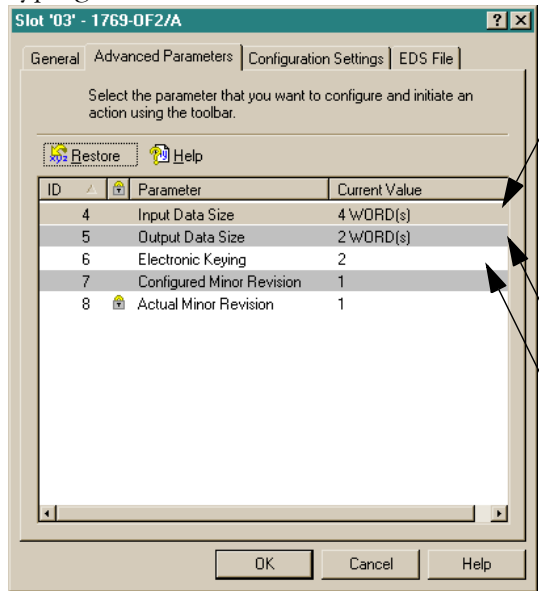 Slot '03' - 1769-OF2/A
General Advanced Parameters Configuration Settings EDS File
Select the parameter that you want to configure and initiate an
action using the toolbar.
Restore Help
ID Parameter Current Value
4 Input Data Size 4 WORD(s)
5 Output Data Size 2 WORD(s)
6 Electronic Keying 2
7 Configured Minor Revision 1
8 Actual Minor Revision 1
OK Cancel Help